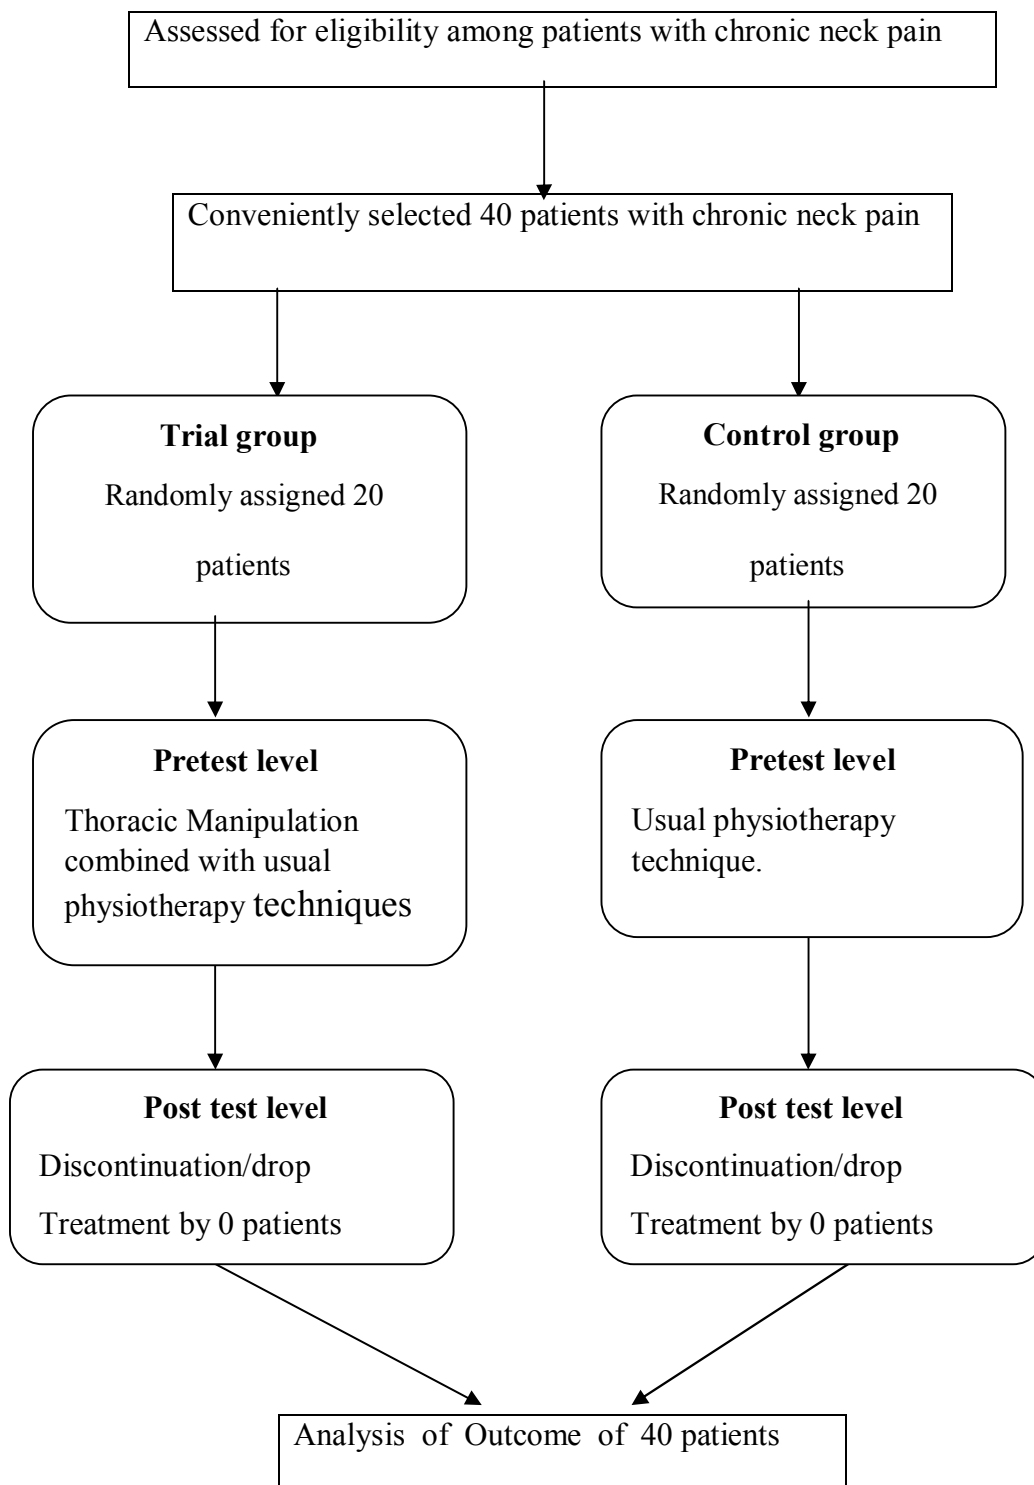 Assessed for eligibility among patients with chronic neck pain
Conveniently selected 40 patients with chronic neck pain
Trial group
Randomly assigned 20
patients
Control group
Randomly assigned 20
patients
Pretest level
Thoracic Manipulation
combined with usual
physiotherapy techniques
Pretest level
Usual physiotherapy
technique.
Post test level
Discontinuation/drop
Treatment by 0 patients
Post test level
Discontinuation/drop
Treatment by 0 patients
Analysis of Outcome of 40 patients